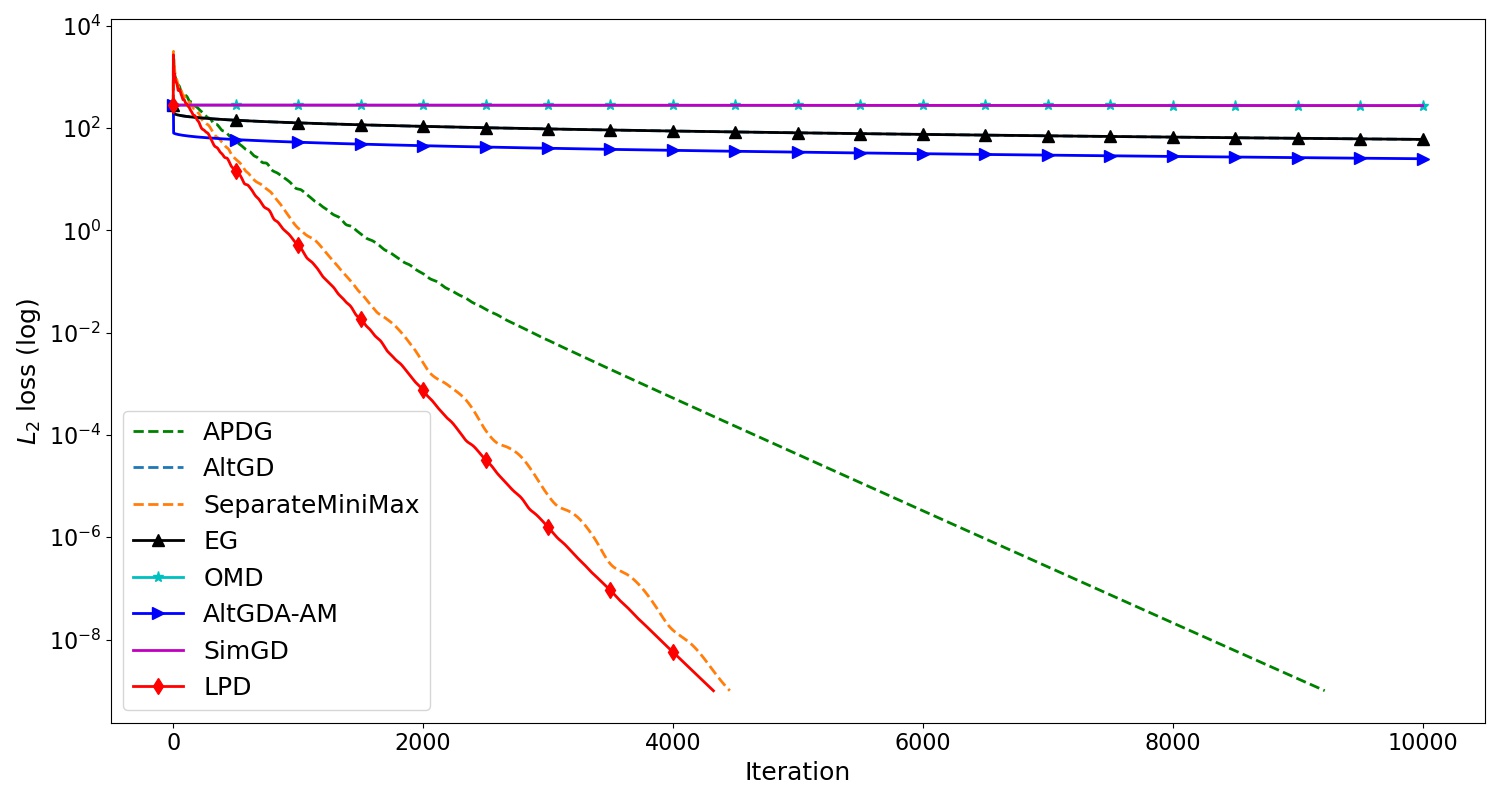 10^4
10^2
10^0
10^-2
10^-4
10^-6
10^-8
L_2 loss (log)
APDG
AltGD
SeparateMiniMax
EG
OMD
AltGDA-AM
SimGD
LPD
0 2000 4000 6000 8000 10000
Iteration